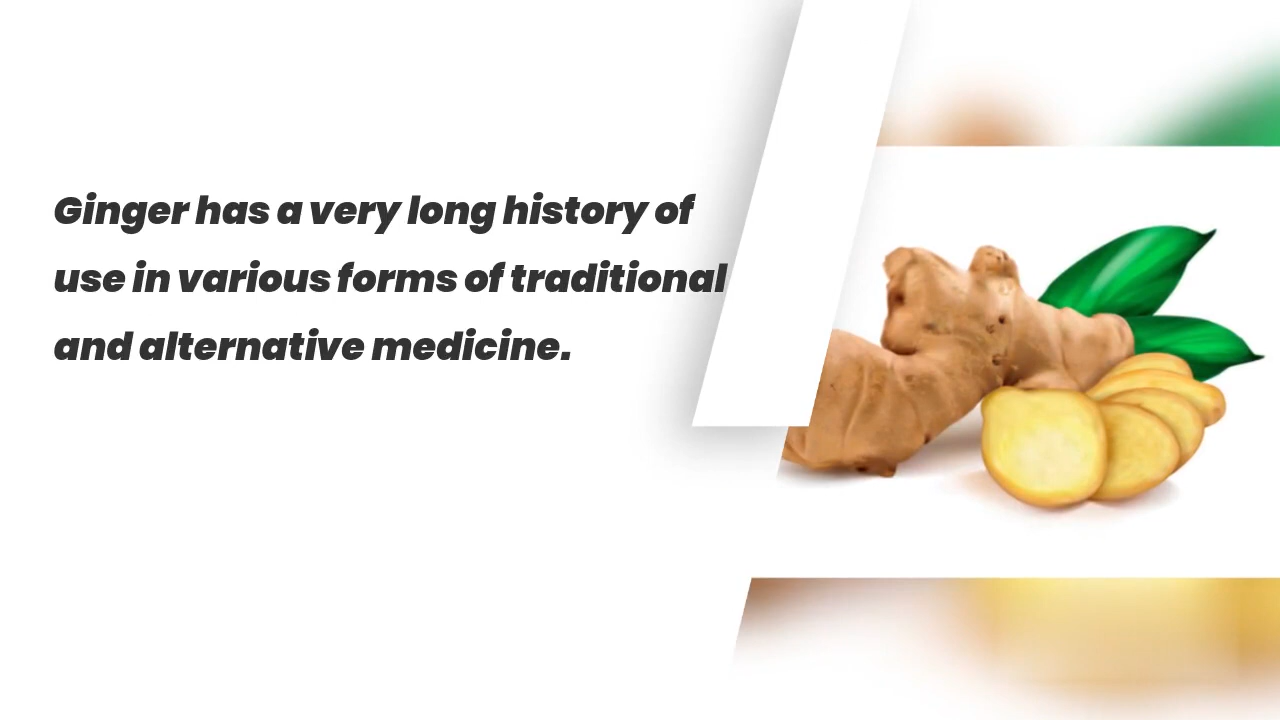 Ginger has a very long history of
use in various forms of traditional
and alternative medicine.